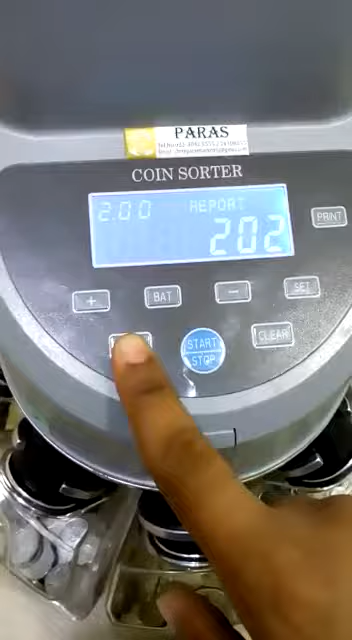 PARAS
COIN SORTER
2.00 REPORT
202
PRINT
+ BAT - SET
START
STOP
CLEAR